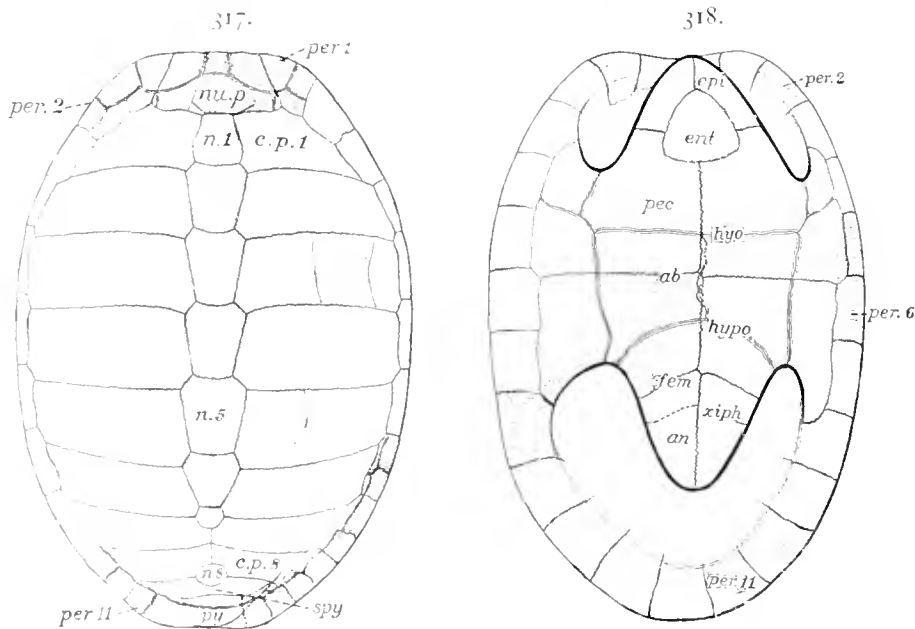 317.
per 1
per. 2
nu.p
n.1
c.p.1
n.5
c.p.8
n8
per 11
py
spy
318.
epi
per. 2
ent
pec
hyo
ab
per. 6
hypo
fem
xiph
an
per. 11